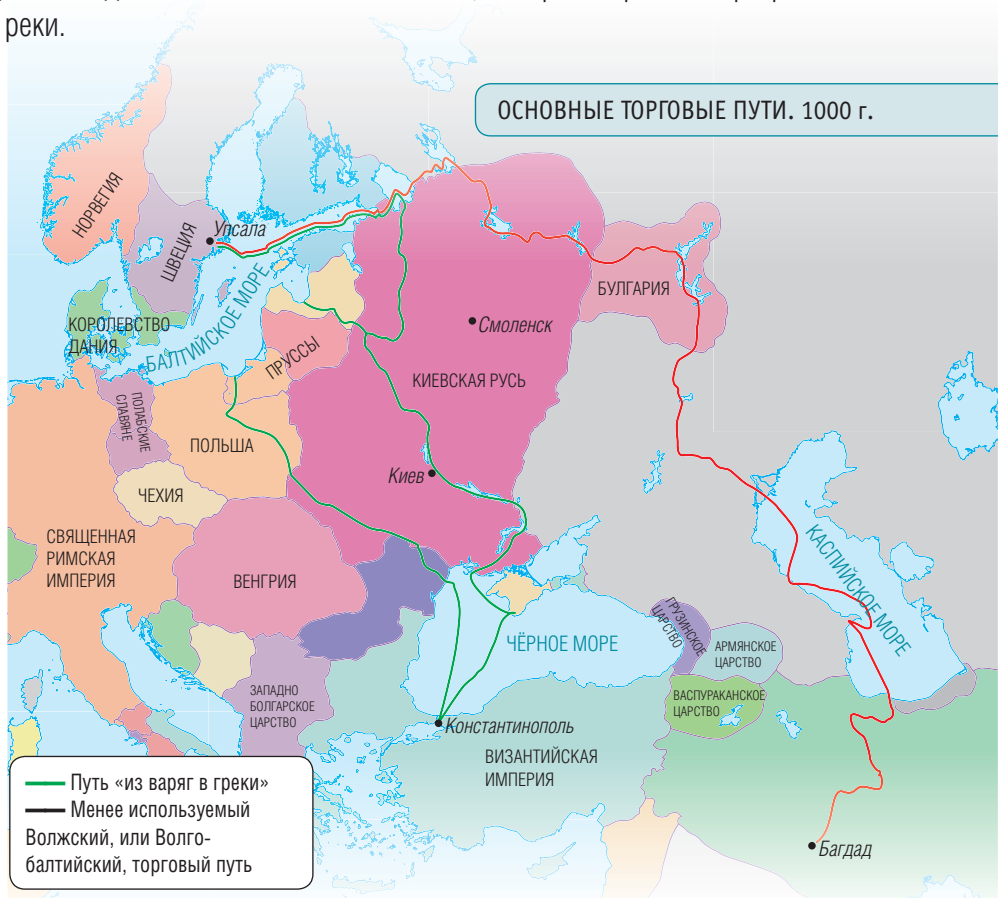 реки.
ОСНОВНЫЕ ТОРГОВЫЕ ПУТИ. 1000 г.
НОРВЕГИЯ
ШВЕЦИЯ
Упсала
КОРОЛЕВСТВО
ДАНИЯ
БАЛТИЙСКОЕ МОРЕ
БУЛГАРИЯ
Смоленск
ПРУССЫ
КИЕВСКАЯ РУСЬ
ПОЛАБСКИЕ
СЛАВЯНЕ
ПОЛЬША
Киев
ЧЕХИЯ
СВЯЩЕННАЯ
РИМСКАЯ
ИМПЕРИЯ
ВЕНГРИЯ
КАСПИЙСКОЕ МОРЕ
ЧЁРНОЕ МОРЕ
ГРУЗИНСКОЕ
ЦАРСТВО
АРМЯНСКОЕ
ЦАРСТВО
ЗАПАДНО
БОЛГАРСКОЕ
ЦАРСТВО
ВАСПУРАКАНСКОЕ
ЦАРСТВО
Константинополь
ВИЗАНТИЙСКАЯ
ИМПЕРИЯ
Багдад
Путь «из варяг в греки»
Менее используемый
Волжский, или Волго-
балтийский, торговый путь